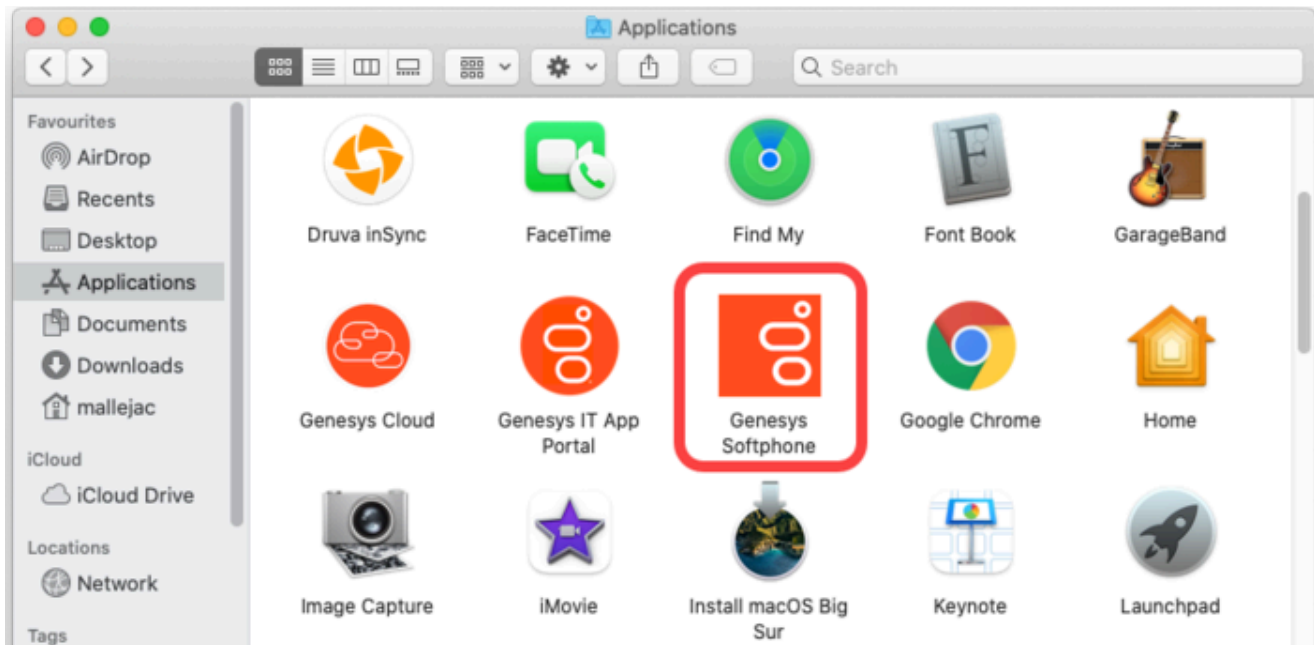 Applications
Search
Favourites
AirDrop
Recents
Desktop
Applications
Documents
Downloads
mallejac
iCloud
iCloud Drive
Locations
Network
Tags
Druva inSync
FaceTime
Find My
Font Book
GarageBand
Genesys Cloud
Genesys IT App
Portal
Genesys
Softphone
Google Chrome
Home
Image Capture
iMovie
Install macOS Big
Sur
Keynote
Launchpad